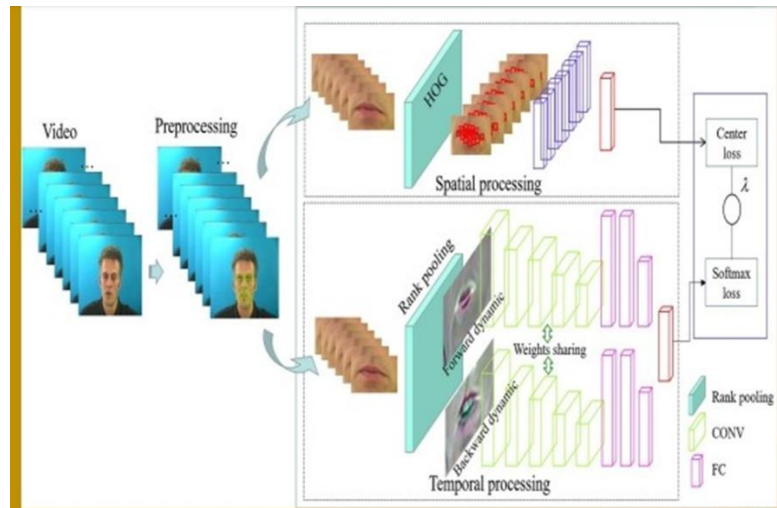 Video
Preprocessing
HOG
Spatial processing
Rank pooling
Forward dynamic
Weights sharing
Backward dynamic
Temporal processing
Center
loss
λ
Softmax
loss
Rank pooling
CONV
FC